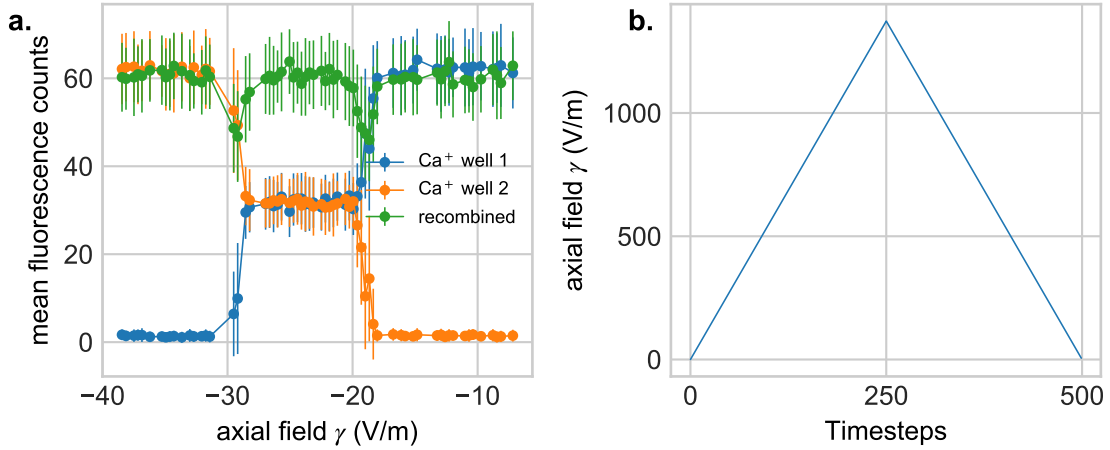 a.
mean fluorescence counts
60
40
20
0
−40
−30
−20
−10
axial field γ (V/m)
Ca⁺ well 1
Ca⁺ well 2
recombined
b.
axial field γ (V/m)
1000
500
0
0
250
500
Timesteps